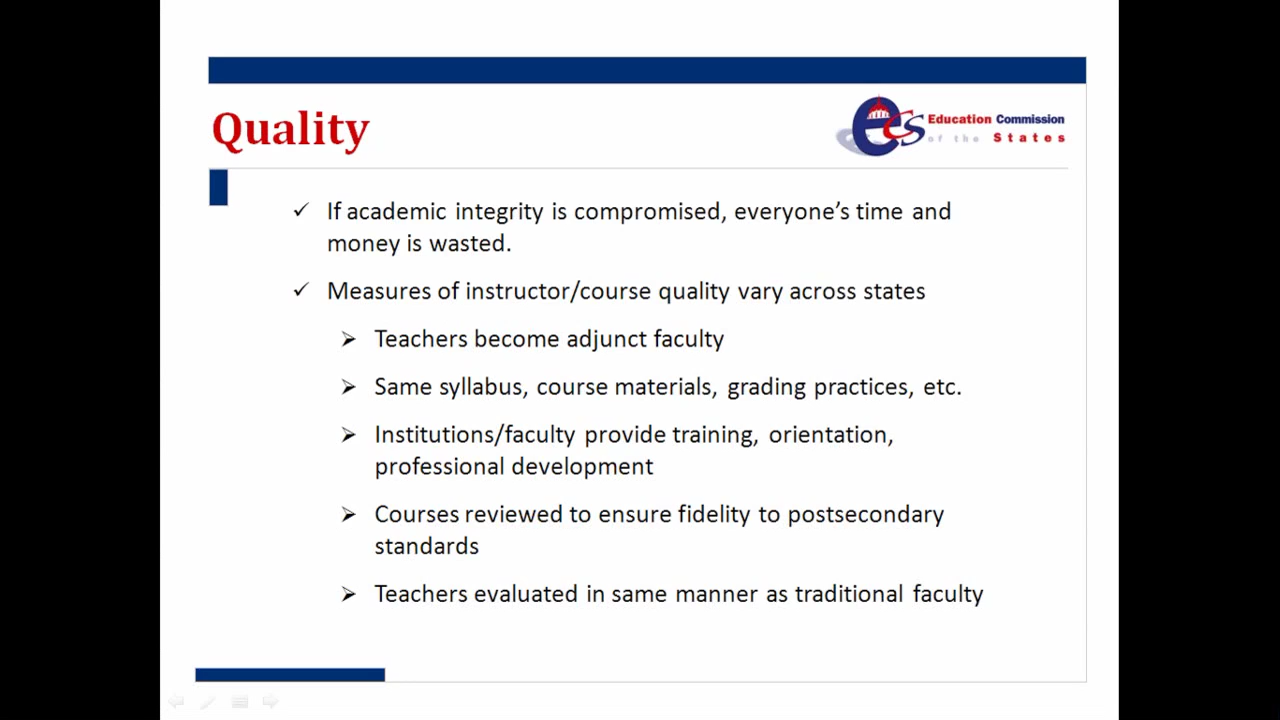 Quality
ecs Education Commission
of the States
✓ If academic integrity is compromised, everyone’s time and
money is wasted.
✓ Measures of instructor/course quality vary across states
➢ Teachers become adjunct faculty
➢ Same syllabus, course materials, grading practices, etc.
➢ Institutions/faculty provide training, orientation,
professional development
➢ Courses reviewed to ensure fidelity to postsecondary
standards
➢ Teachers evaluated in same manner as traditional faculty